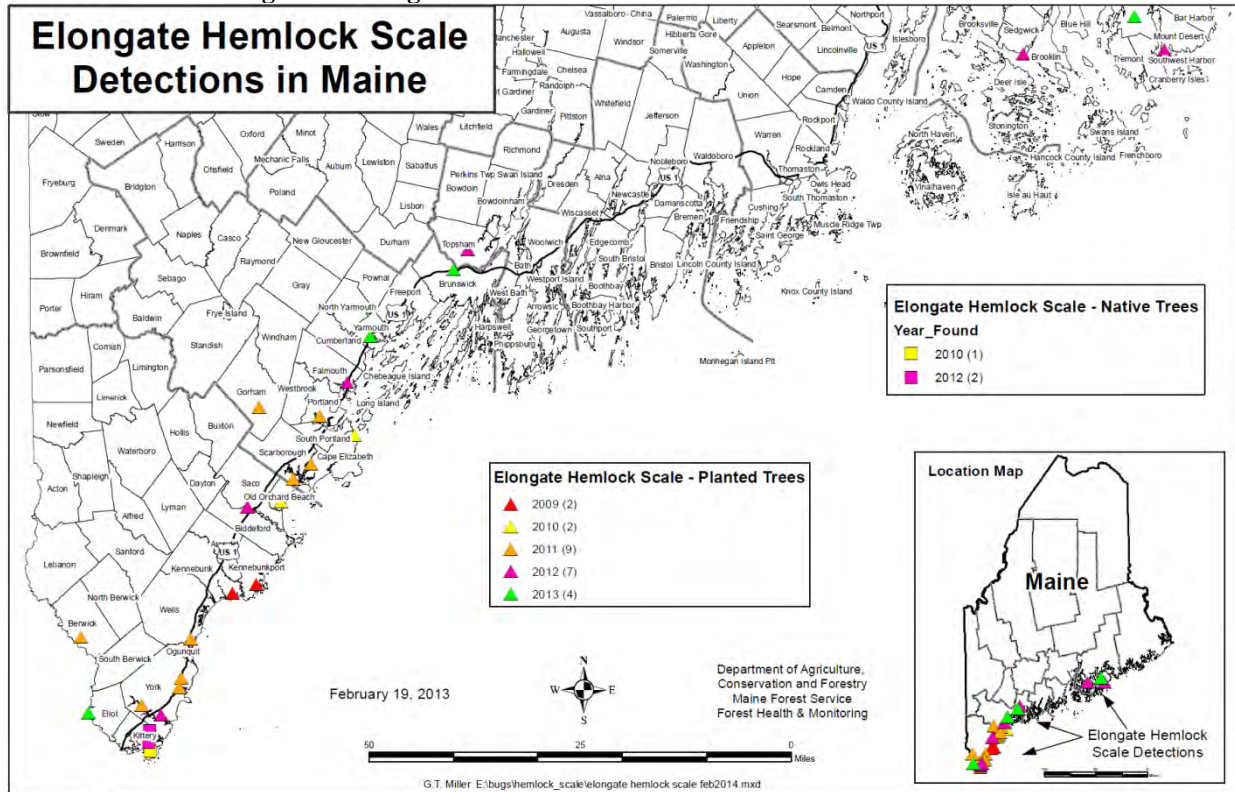 Elongate Hemlock Scale
Detections in Maine
Vassalboro
China
Palermo
Liberty
Searsmont
Belmont
Northport
Augusta
Windsor
Hibberts Gore
Appleton
Lincolnville
Islesboro
Brooksville
Sedgwick
Blue Hill
Bar Harbor
Mount Desert
Manchester
Hallowell
Chelsea
Somerville
Washington
US 1
Hope
Brooklin
Tremont
Southwest Harbor
Cranberry Isles
Farmingdale
Randolph
Gardiner
Pittston
Whitefield
Union
Camden
Deer Isle
Waldo County Island
Jefferson
Rockport
Warren
Stonington
Swans Island
North Haven
Sweden
Harrison
Otisfield
Oxford
Minot
Mechanic Falls
Auburn
Lewiston
Wales
Sabattus
Litchfield
Richmond
Nobleboro
Waldoboro
Rockland
Thomaston
Hancock County Island
Frenchboro
Fryeburg
Bridgton
Poland
Lisbon
Perkins Twp Swan Island
Bowdoin
Dresden
Alna
US 1
Owls Head
South Thomaston
Vinalhaven
Isle au Haut
Bowdoinham
Wiscasset
Newcastle
Damariscotta
Bremen
Cushing
Friendship
Saint George
Muscle Ridge Twp
Denmark
Naples
Casco
New Gloucester
Durham
Topsham
Woolwich
Edgecomb
Brownfield
Sebago
Raymond
Gray
Pownal
Freeport
Brunswick
Bath
Westport Island
South Bristol
Bristol
Lincoln County Island
Knox County Island
Porter
Hiram
Baldwin
Frye Island
North Yarmouth
US 1
West Bath
Arrowsic
Boothbay
Boothbay Harbor
Harpswell
Georgetown
Southport
Phippsburg
Monhegan Island Plt
Cornish
Standish
Windham
Cumberland
Yarmouth
Parsonsfield
Limington
Falmouth
Chebeague Island
Limerick
Gorham
Westbrook
Portland
Long Island
Newfield
Hollis
Buxton
South Portland
Waterboro
Scarborough
Cape Elizabeth
Shapleigh
Acton
Dayton
Saco
Old Orchard Beach
Alfred
Lyman
Biddeford
Sanford
US 1
Lebanon
Kennebunk
Kennebunkport
North Berwick
Wells
Berwick
South Berwick
Ogunquit
York
Eliot
Kittery
Elongate Hemlock Scale - Native Trees
Year_Found
2010 (1)
2012 (2)
Elongate Hemlock Scale - Planted Trees
2009 (2)
2010 (2)
2011 (9)
2012 (7)
2013 (4)
Location Map
Maine
Elongate Hemlock
Scale Detections
Miles
February 19, 2013
N
W
E
S
Department of Agriculture,
Conservation and Forestry
Maine Forest Service
Forest Health & Monitoring
50
0
Miles
G.T. Miller E:\bugs\hemlock_scale\elongate hemlock scale feb2014.mxd